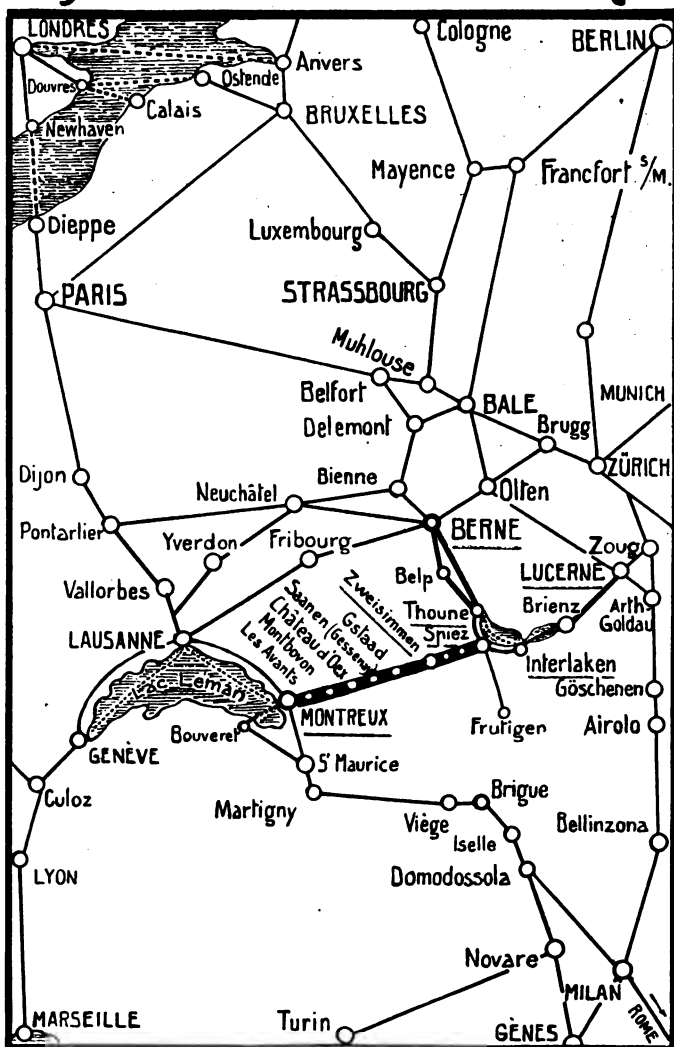 LONDRES
Cologne
BERLIN
Anvers
Douvres
Ostende
Calais
BRUXELLES
Newhaven
Mayence
Francfort s/M.
Dieppe
Luxembourg
PARIS
STRASSBOURG
Muhlouse
Belfort
MUNICH
BALE
Delemont
Brugg
ZÜRICH
Dijon
Bienne
Neuchâtel
Olten
Pontarlier
BERNE
Yverdon
Fribourg
Zoug
Belp
LUCERNE
Vallorbes
Zweisimmen
Gstaad
Saanen (Gessenay)
Château d'Oex
Montbovon
Les Avants
Thoune
Brienz
Arth-
Goldau
LAUSANNE
Spiez
Interlaken
Lac Leman
Göschenen
MONTREUX
Frutigen
Airolo
Bouveret
GENÈVE
St Maurice
Culoz
Martigny
Viège
Brigue
Iselle
Bellinzona
LYON
Domodossola
Novare
MILAN
ROME
MARSEILLE
Turin
GÊNES